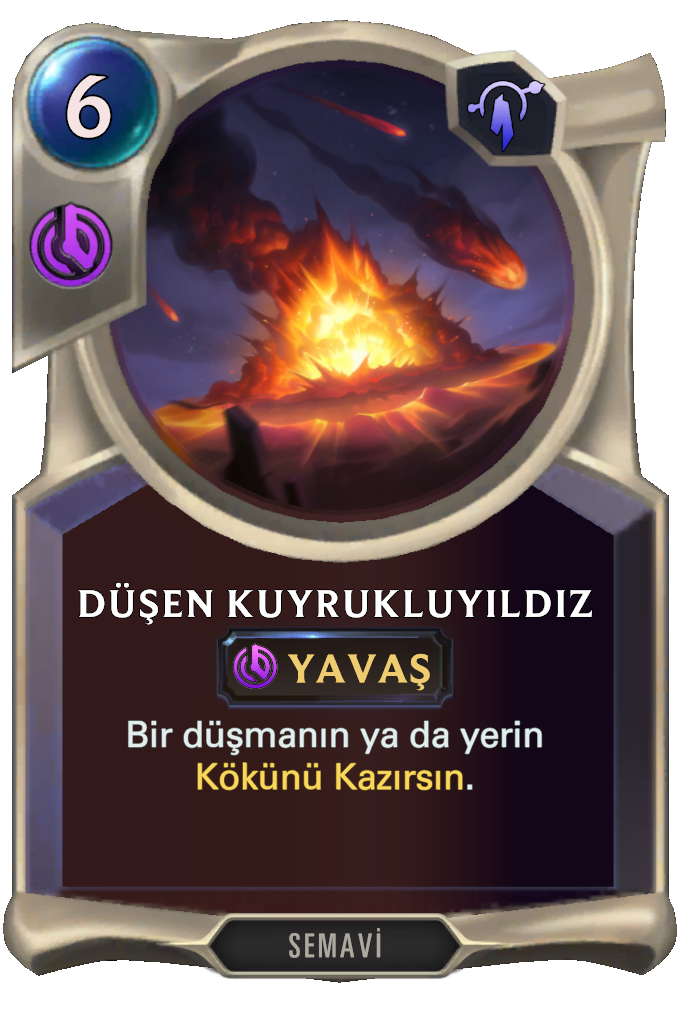 6
DÜŞEN KUYRUKLUYILDIZ
YAVAŞ
Bir düşmanın ya da yerin
Kökünü Kazırsın.
SEMAVİ